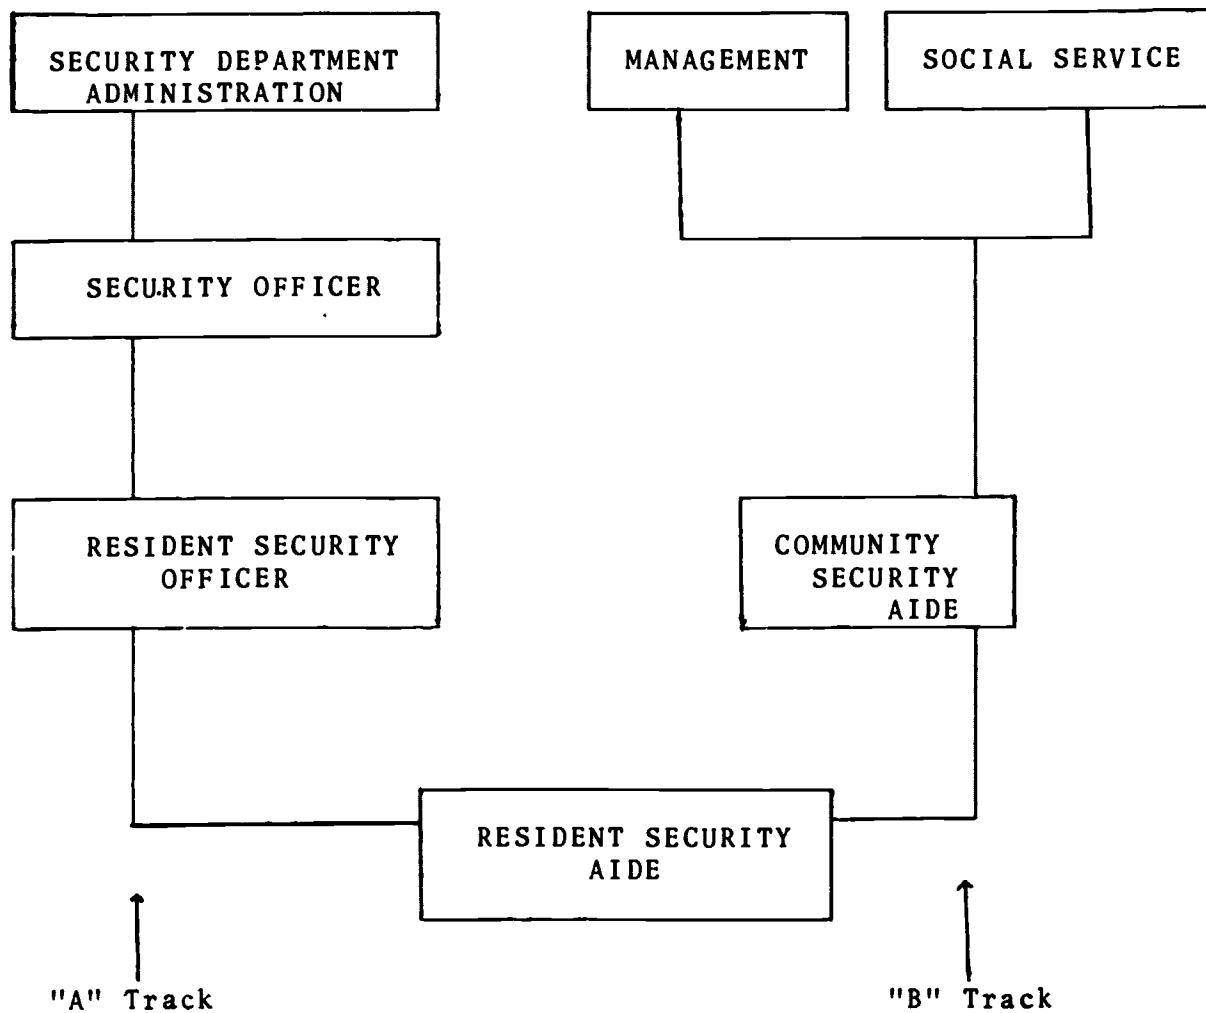 SECURITY DEPARTMENT
ADMINISTRATION
MANAGEMENT
SOCIAL SERVICE
SECURITY OFFICER
RESIDENT SECURITY
OFFICER
COMMUNITY
SECURITY
AIDE
RESIDENT SECURITY
AIDE
"A" Track
"B" Track